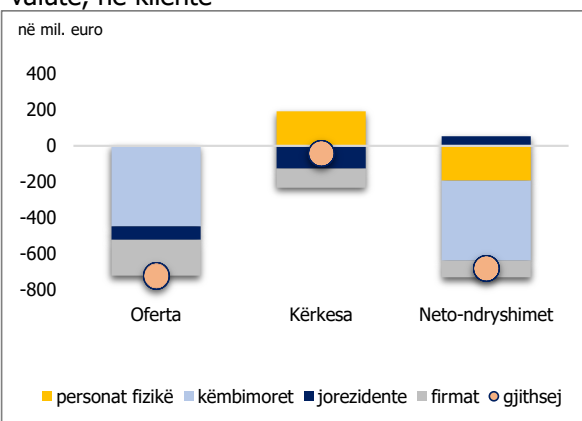 valutë, në klientë
në mil. euro
400
200
0
-200
-400
-600
-800
Oferta Kërkesa Neto-ndryshimet
personat fizikë këmbimoret jorezidente firmat gjithsej